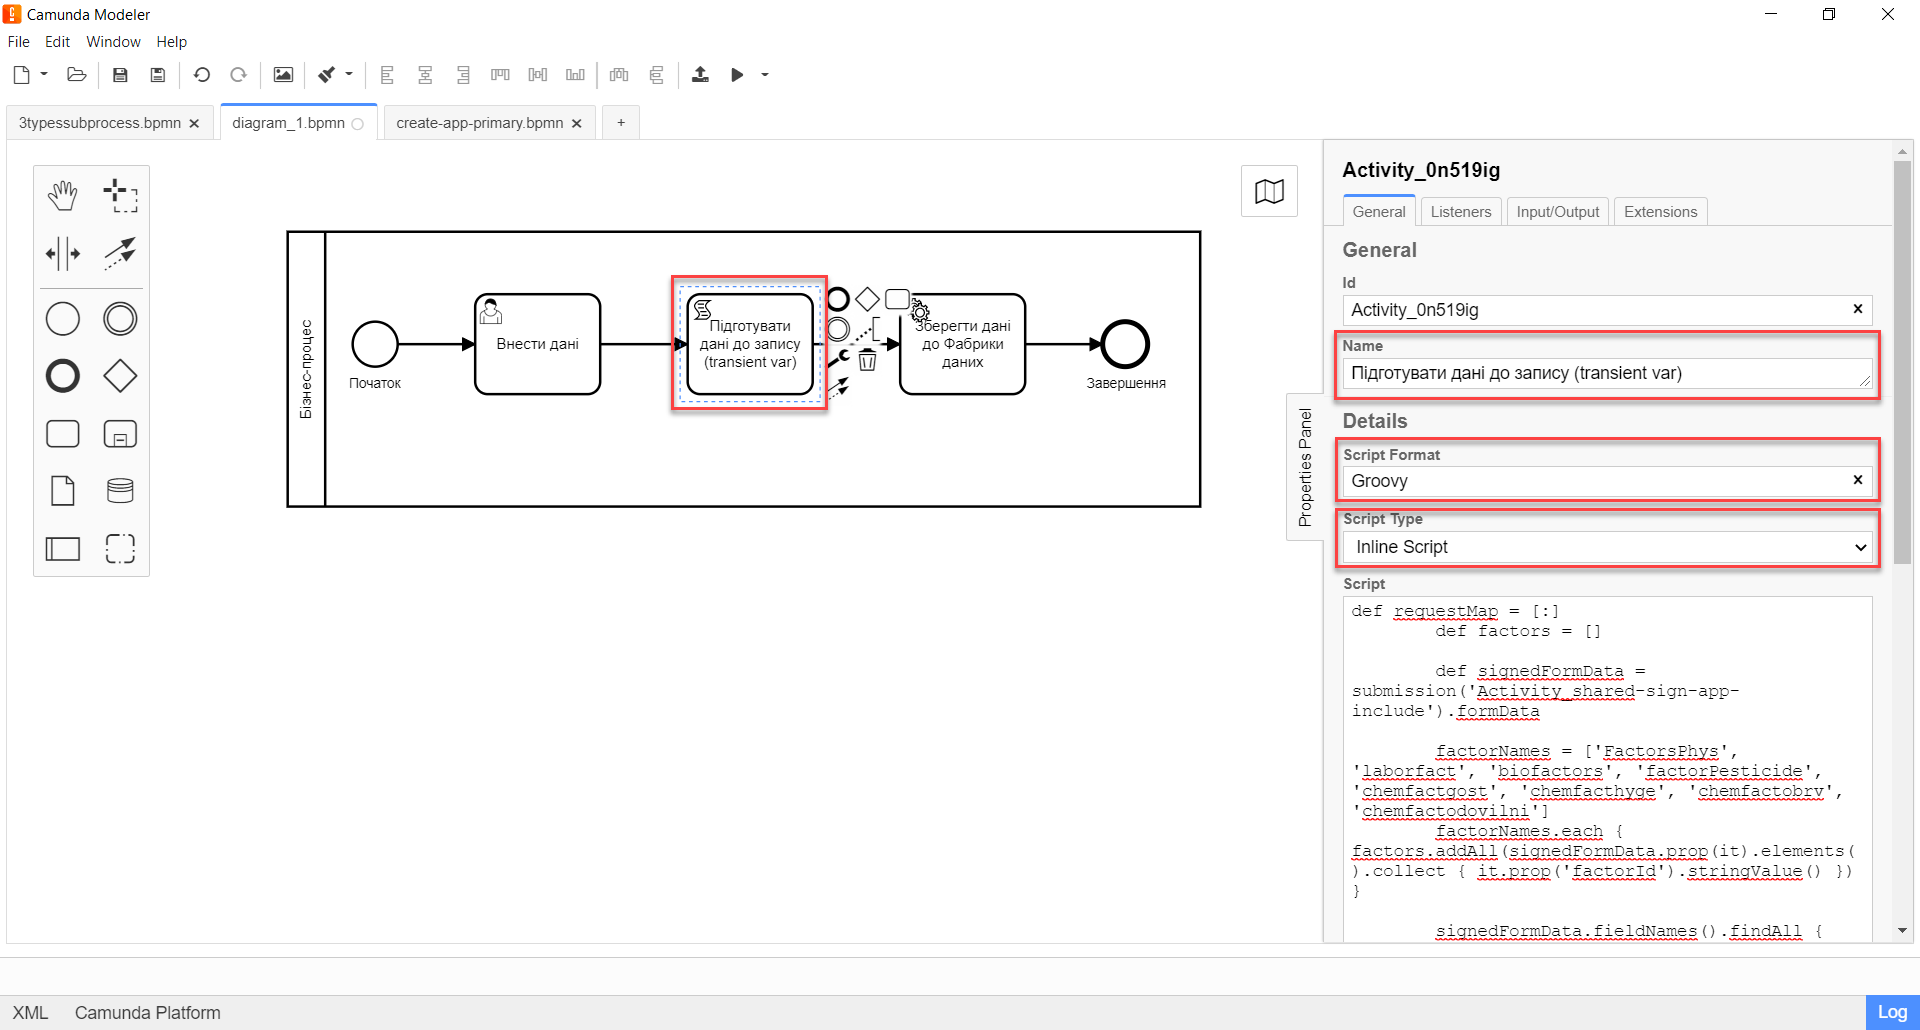 Camunda Modeler
File Edit Window Help
3typessubprocess.bpmn
diagram_1.bpmn
create-app-primary.bpmn
+
Бізнес-процес
Початок
Внести дані
Підготувати
дані до запису
(transient var)
Зберегти дані
до Фабрики
даних
Завершення
Properties Panel
Activity_0n519ig
General Listeners Input/Output Extensions
General
Id
Activity_0n519ig
Name
Підготувати дані до запису (transient var)
Details
Script Format
Groovy
Script Type
Inline Script
Script
def requestMap = [:]
def factors = []
def signedFormData =
submission('Activity_shared-sign-app-
include').formData
factorNames = ['FactorsPhys',
'laborfact', 'biofactors', 'factorPesticide',
'chemfactgost', 'chemfacthyge', 'chemfactobrv',
'chemfactodovilni']
factorNames.each {
factors.addAll(signedFormData.prop(it).elements(
).collect { it.prop('factorId').stringValue() })
}
signedFormData.fieldNames().findAll {
XML Camunda Platform
Log